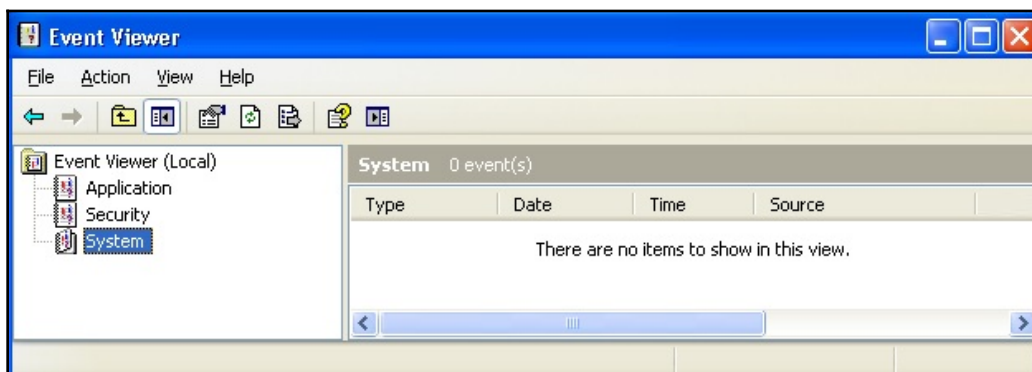 Event Viewer
File Action View Help
Event Viewer (Local)
Application
Security
System
System 0 event(s)
Type Date Time Source
There are no items to show in this view.